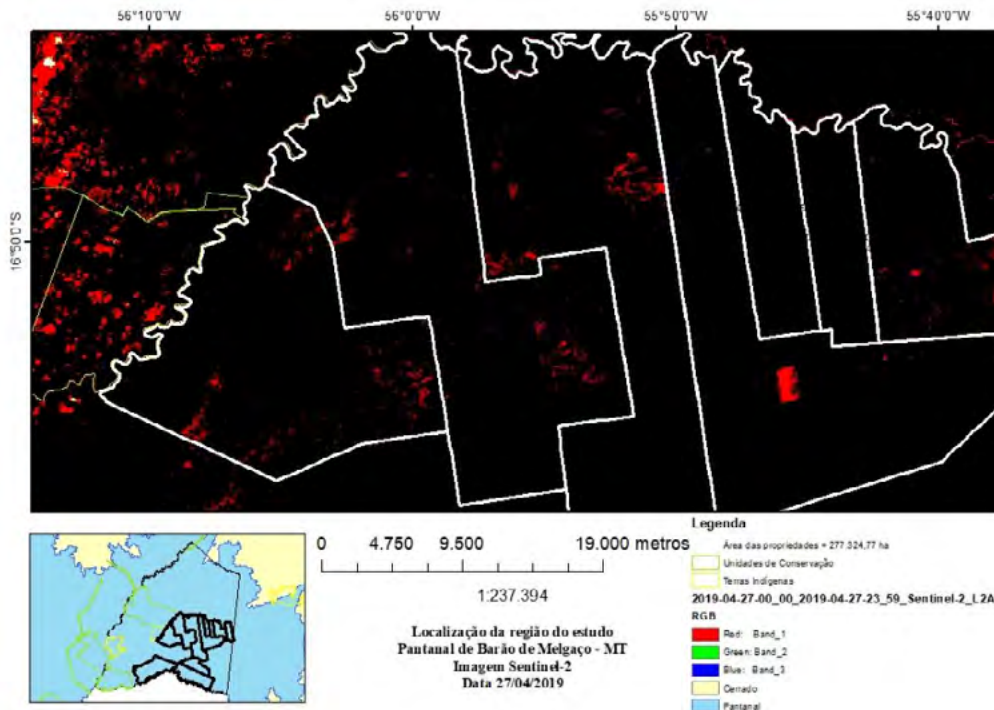 56°10'0"W 56°0'0"W 55°50'0"W 55°40'0"W
16°50'0"S
0 4.750 9.500 19.000 metros
1:237.394
Localização da região do estudo
Pantanal de Barão de Melgaço - MT
Imagem Sentinel-2
Data 27/04/2019
Legenda
Área das propriedades = 277.324,77 ha
Unidades de Conservação
Terras Indígenas
2019-04-27-00_00_2019-04-27-23_59_Sentinel-2_L2A
RGB
Red: Band_1
Green: Band_2
Blue: Band_3
Cerrado
Pantanal